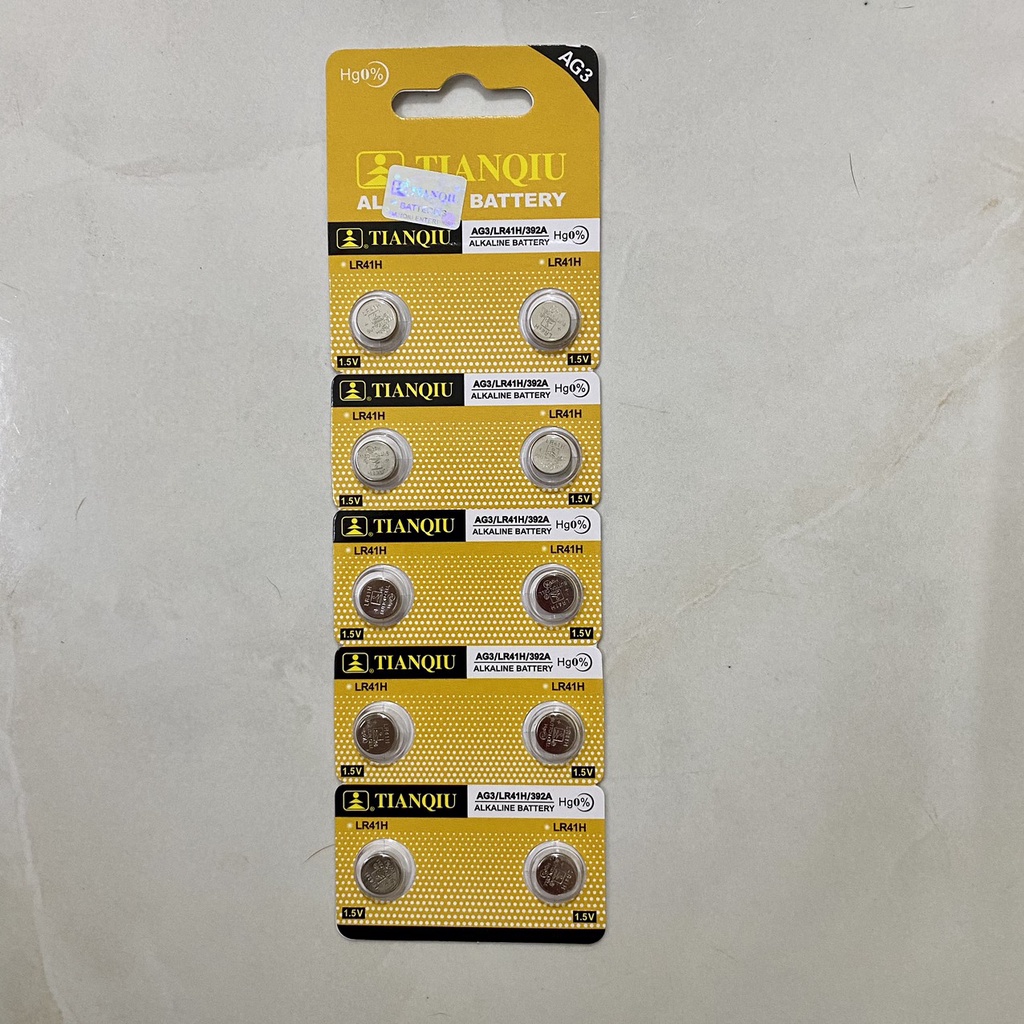 Hg0%
AG3
TIANQIU
BATTERY
TIANQIU
AG3/LR41H/392A
ALKALINE BATTERY
Hg0%
LR41H
LR41H
1.5V
1.5V
TIANQIU
AG3/LR41H/392A
ALKALINE BATTERY
Hg0%
LR41H
LR41H
1.5V
1.5V
TIANQIU
AG3/LR41H/392A
ALKALINE BATTERY
Hg0%
LR41H
LR41H
1.5V
1.5V
TIANQIU
AG3/LR41H/392A
ALKALINE BATTERY
Hg0%
LR41H
LR41H
1.5V
1.5V
TIANQIU
AG3/LR41H/392A
ALKALINE BATTERY
Hg0%
LR41H
LR41H
1.5V
1.5V